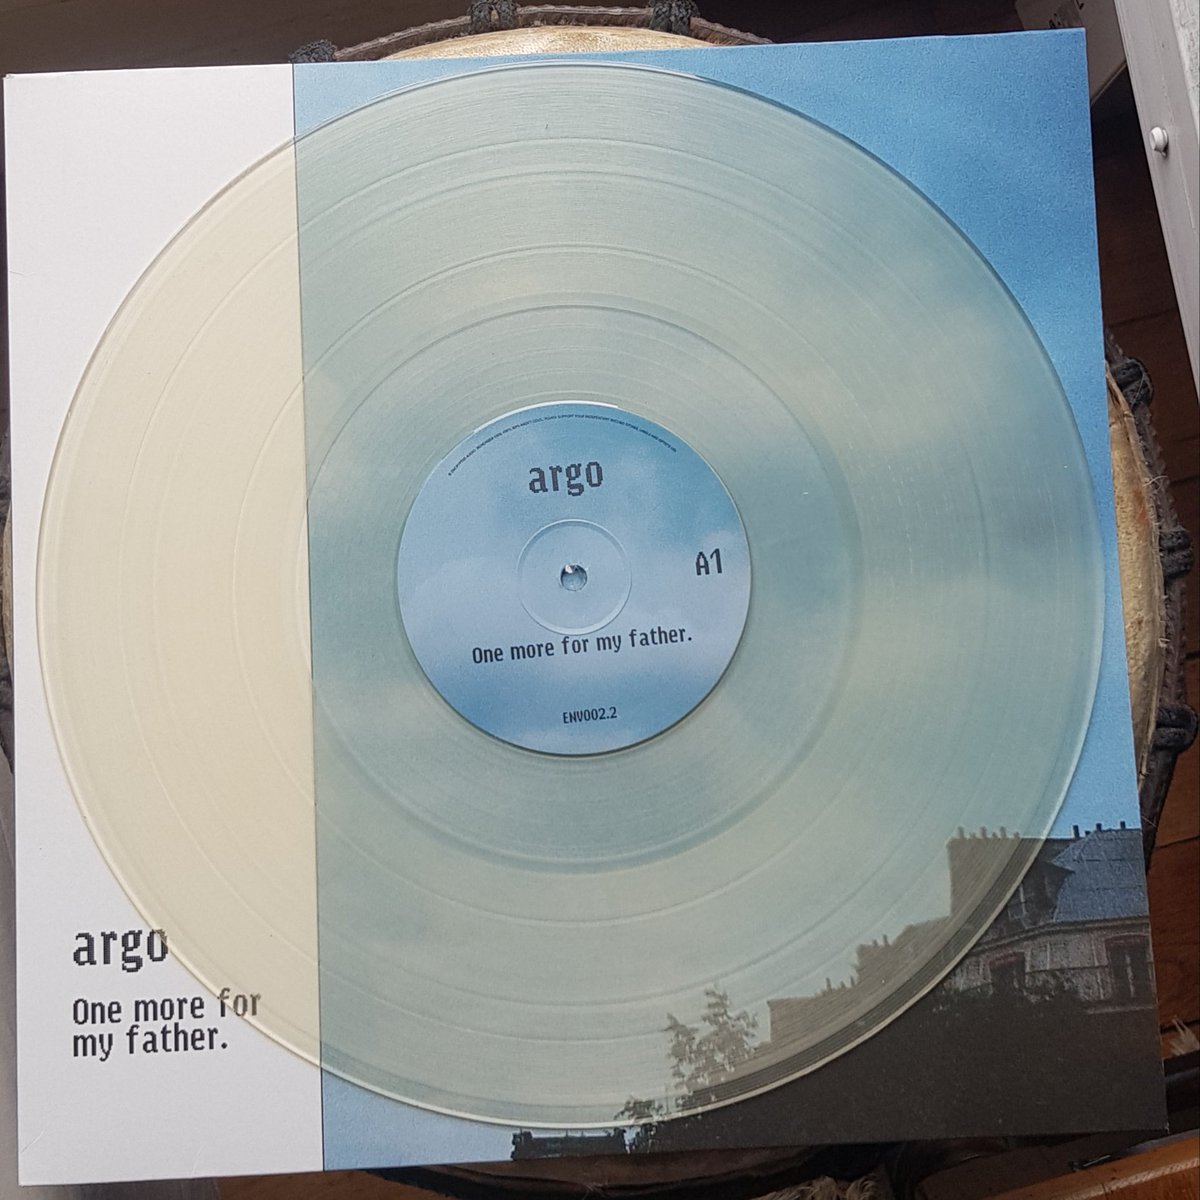 argo
A1
One more for my father.
ENV002.2
argo
One more for
my father.